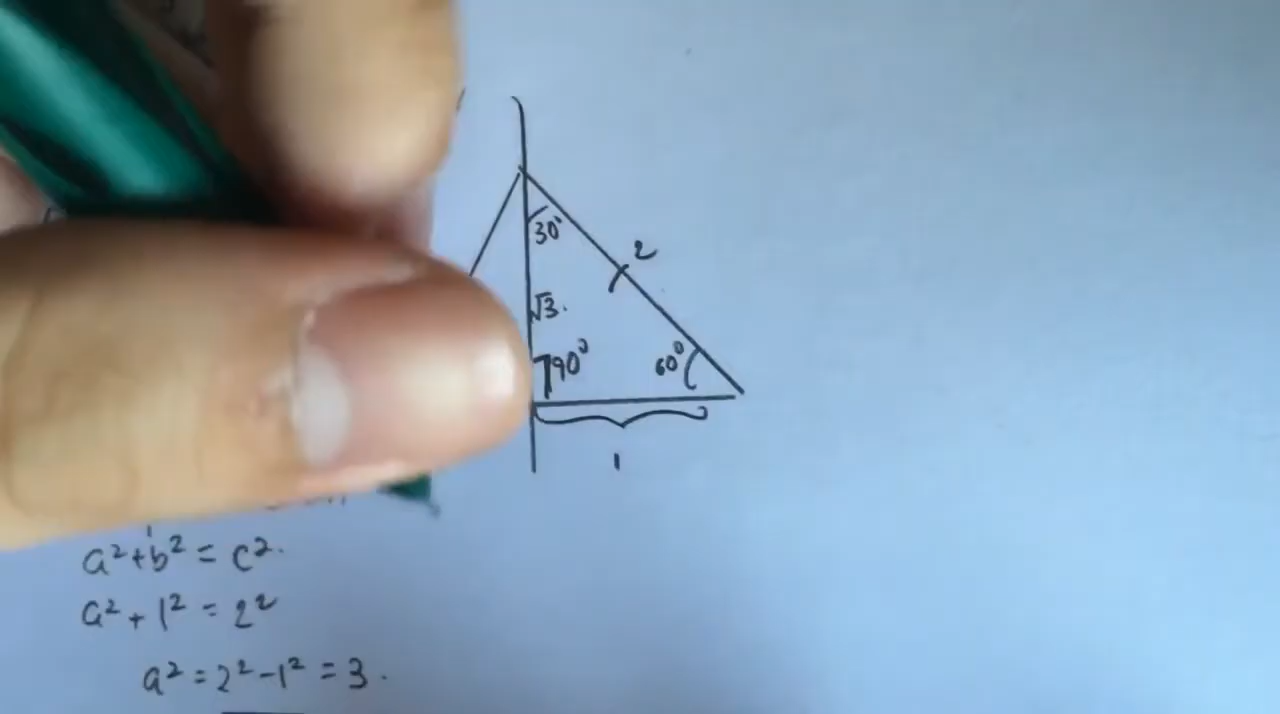 30°
2
√3.
90°
60°
1
a²+b² = c².
a² + 1² = 2²
a² = 2² - 1² = 3.